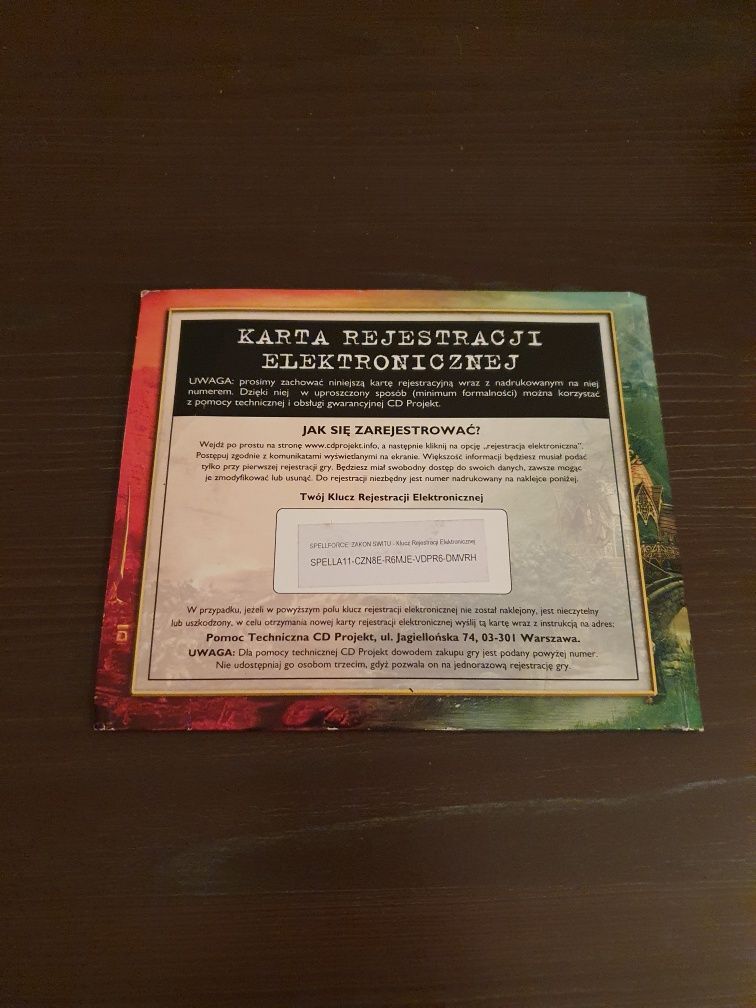 KARTA REJESTRACJI
ELEKTRONICZNEJ
UWAGA: prosimy zachować niniejszą kartę rejestracyjną wraz z nadrukowanym na niej
numerem. Dzięki niej w uproszczony sposób (minimum formalności) można korzystać
z pomocy technicznej i obsługi gwarancyjnej CD Projekt.
JAK SIĘ ZAREJESTROWAĆ?
Wejdź po prostu na stronę www.cdprojekt.info, a następnie kliknij na opcję „rejestracja elektroniczna”.
Postępuj zgodnie z komunikatami wyświetlanymi na ekranie. Większość informacji będziesz musiał podać
tylko przy pierwszej rejestracji gry. Będziesz miał swobodny dostęp do swoich danych, zawsze mogąc
je zmodyfikować lub usunąć. Do rejestracji niezbędny jest numer nadrukowany na naklejce poniżej.
Twój Klucz Rejestracji Elektronicznej
SPELLFORCE: ZAKON ŚWITU - Klucz Rejestracji Elektronicznej
SPELLA11-CZN8E-R6MJE-VDPR6-DMVRH
W przypadku, jeżeli w powyższym polu klucz rejestracji elektronicznej nie został naklejony, jest nieczytelny
lub uszkodzony, w celu otrzymania nowej karty rejestracji elektronicznej wyślij tą kartę wraz z instrukcją na adres:
Pomoc Techniczna CD Projekt, ul. Jagiellońska 74, 03-301 Warszawa.
UWAGA: Dla pomocy technicznej CD Projekt dowodem zakupu gry jest podany powyżej numer.
Nie udostępniaj go osobom trzecim, gdyż pozwala on na jednorazową rejestrację gry.